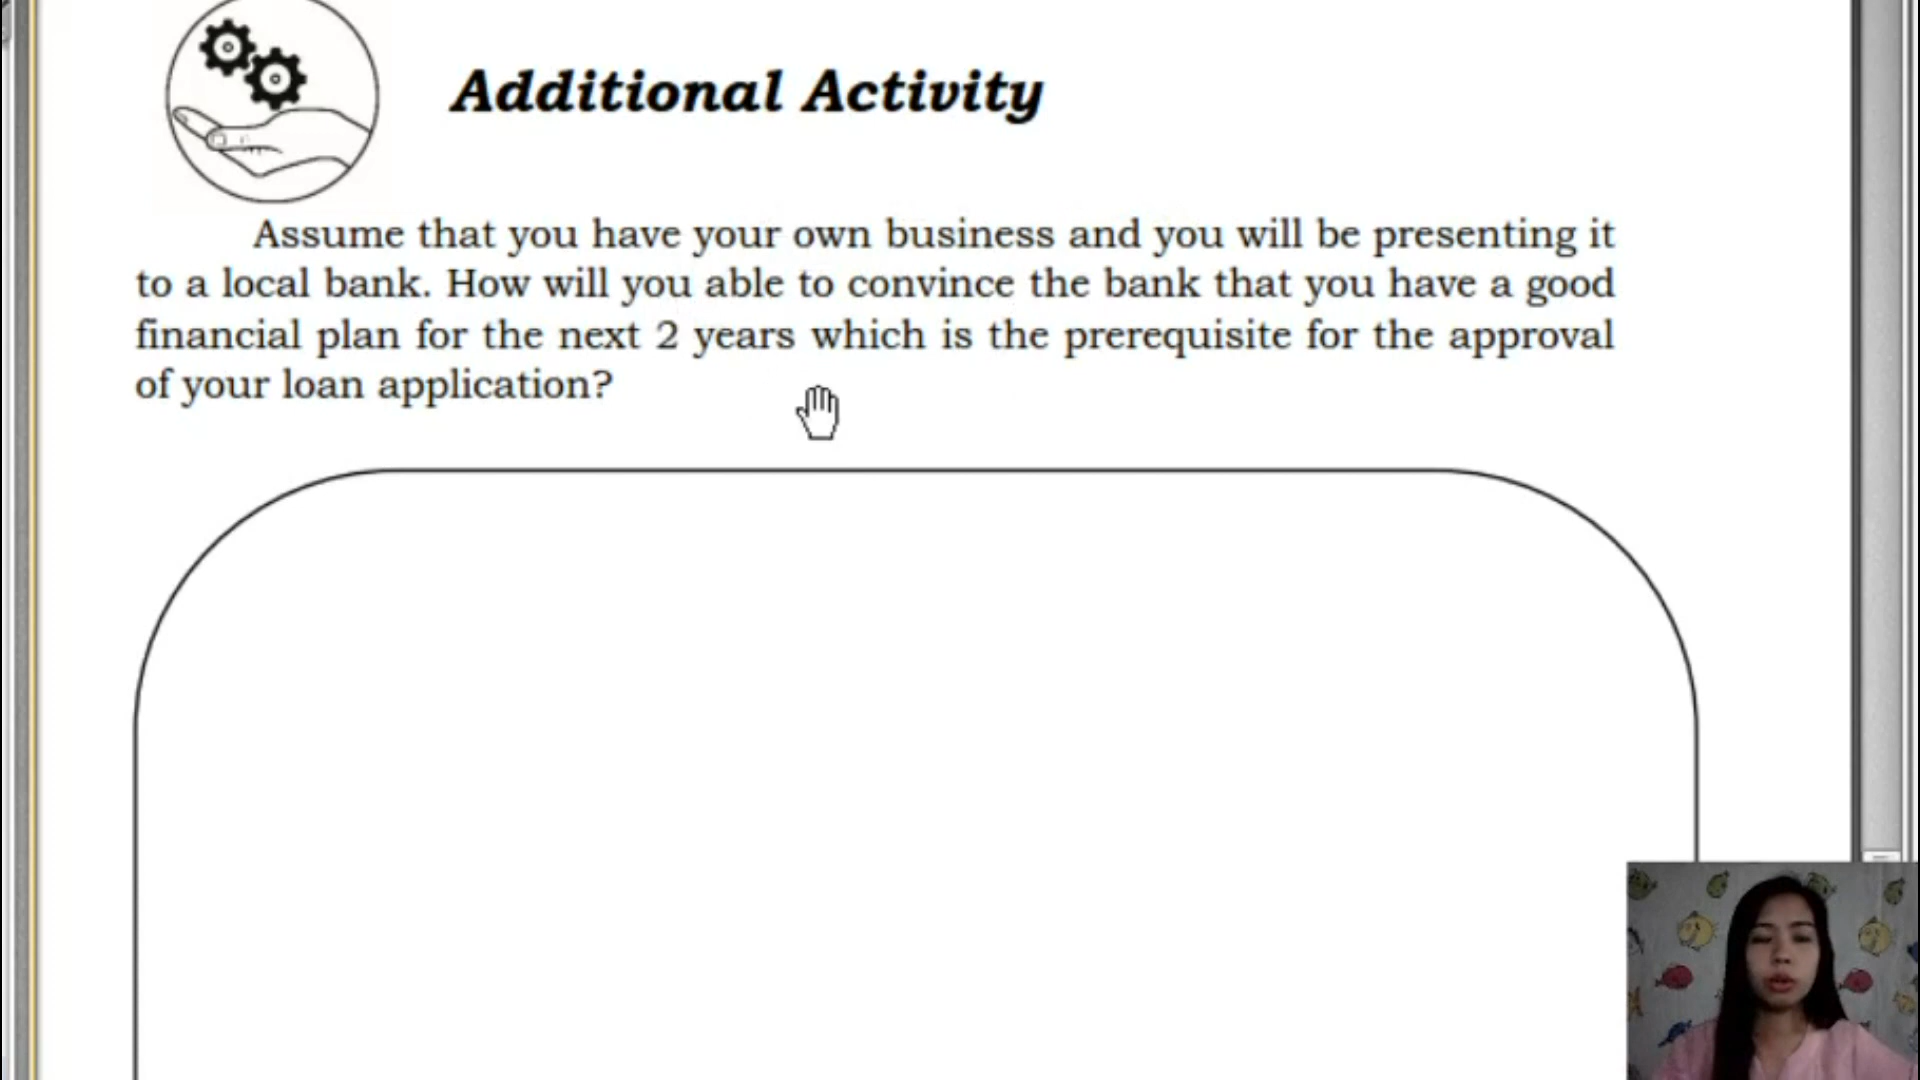 Additional Activity
Assume that you have your own business and you will be presenting it
to a local bank. How will you able to convince the bank that you have a good
financial plan for the next 2 years which is the prerequisite for the approval
of your loan application?